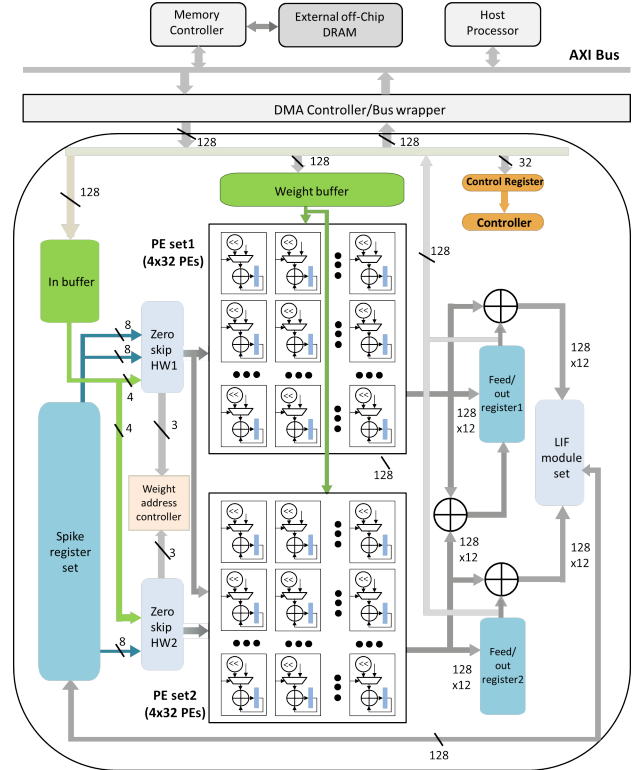 Memory
Controller
External off-Chip
DRAM
Host
Processor
AXI Bus
DMA Controller/Bus wrapper
128
128
128
128
32
Weight buffer
Control Register
Controller
PE set1
(4x32 PEs)
<<
<<
<<
128
In buffer
8
8
Zero
skip
HW1
<<
<<
<<
4
4
3
<<
<<
<<
128
x12
Feed/
out
register1
128
x12
LIF
module
set
128
Weight
address
controller
Spike
register
set
3
<<
<<
<<
128
x12
128
x12
Zero
skip
HW2
8
<<
<<
<<
<<
<<
<<
128
x12
Feed/
out
register2
PE set2
(4x32 PEs)
128